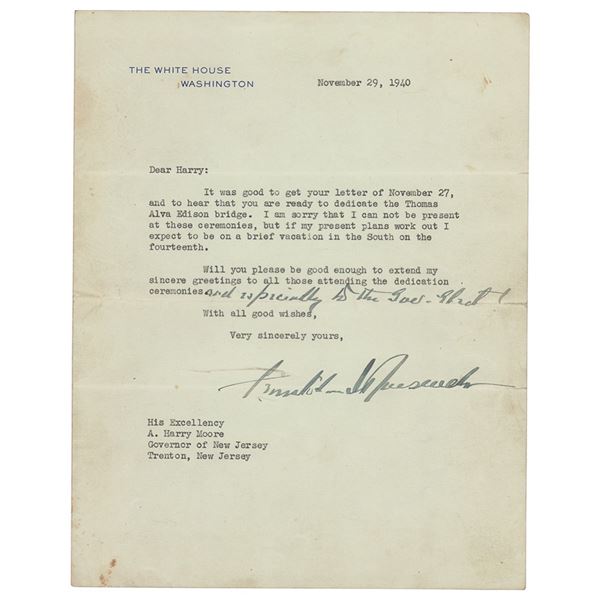 THE WHITE HOUSE
WASHINGTON
November 29, 1940
Dear Harry:
It was good to get your letter of November 27,
and to hear that you are ready to dedicate the Thomas
Alva Edison bridge. I am sorry that I can not be present
at these ceremonies, but if my present plans work out I
expect to be on a brief vacation in the South on the
fourteenth.
Will you please be good enough to extend my
sincere greetings to all those attending the dedication
ceremonies and especially to the Gov-Elect!
With all good wishes,
Very sincerely yours,
Franklin D Roosevelt
His Excellency
A. Harry Moore
Governor of New Jersey
Trenton, New Jersey